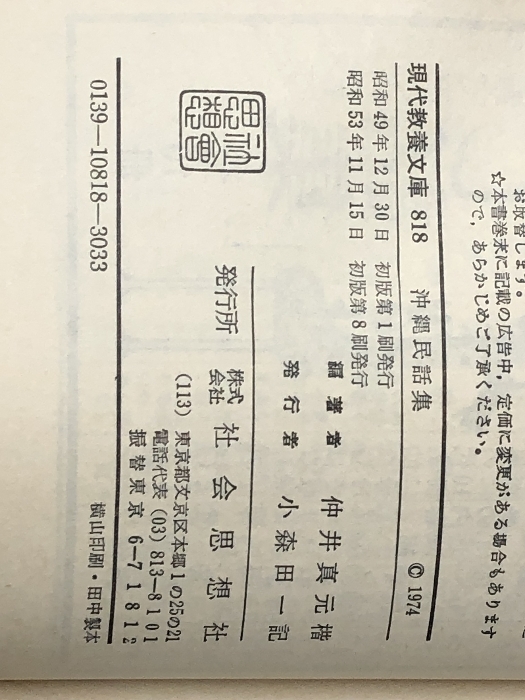 お取替します。
☆本書巻末に記載の広告中，定価に変更がある場合もあります
ので，あらかじめご了承ください。
現代教養文庫 818 沖縄民話集 © 1974
昭和49年12月30日 初版第1刷発行
昭和53年11月15日 初版第8刷発行
編著者 仲井真元楷
発行者 小森田一記
発行所 株式会社 社会思想社
(113) 東京都文京区本郷1の25の21
電話代表 (03) 813―8101
振替東京 6―71812
社會思想
0139―10818―3033
横山印刷・田中製本